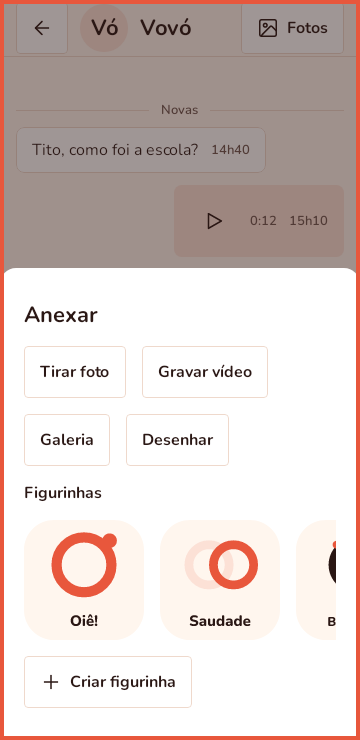 Vó Vovó Fotos
Novas
Tito, como foi a escola? 14h40
0:12 15h10
Anexar
Tirar foto Gravar vídeo
Galeria Desenhar
Figurinhas
Oiê! Saudade B
Criar figurinha